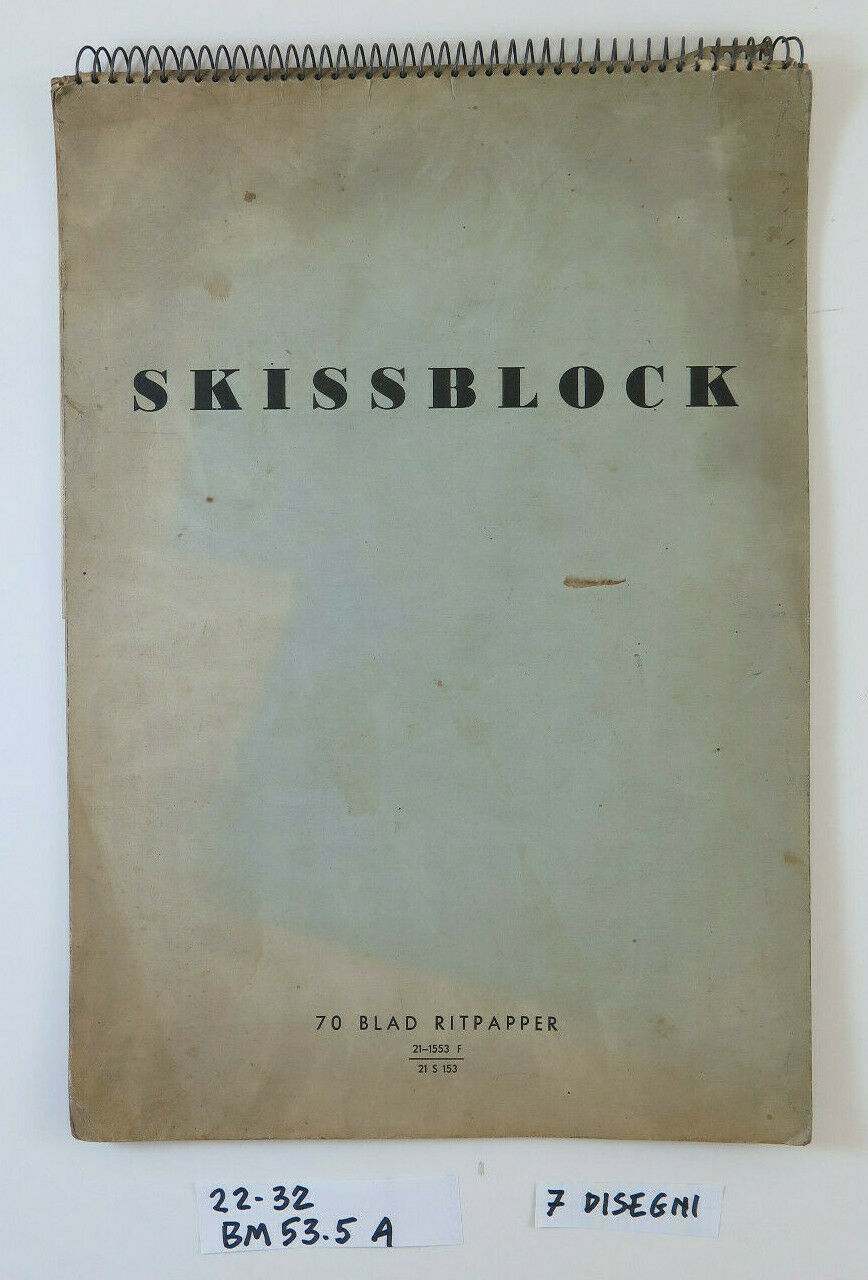 SKISSBLOCK
70 BLAD RITPAPPER
21-1553 F
21 S 153
22-32
BM 53.5 A
7 DISEGNI